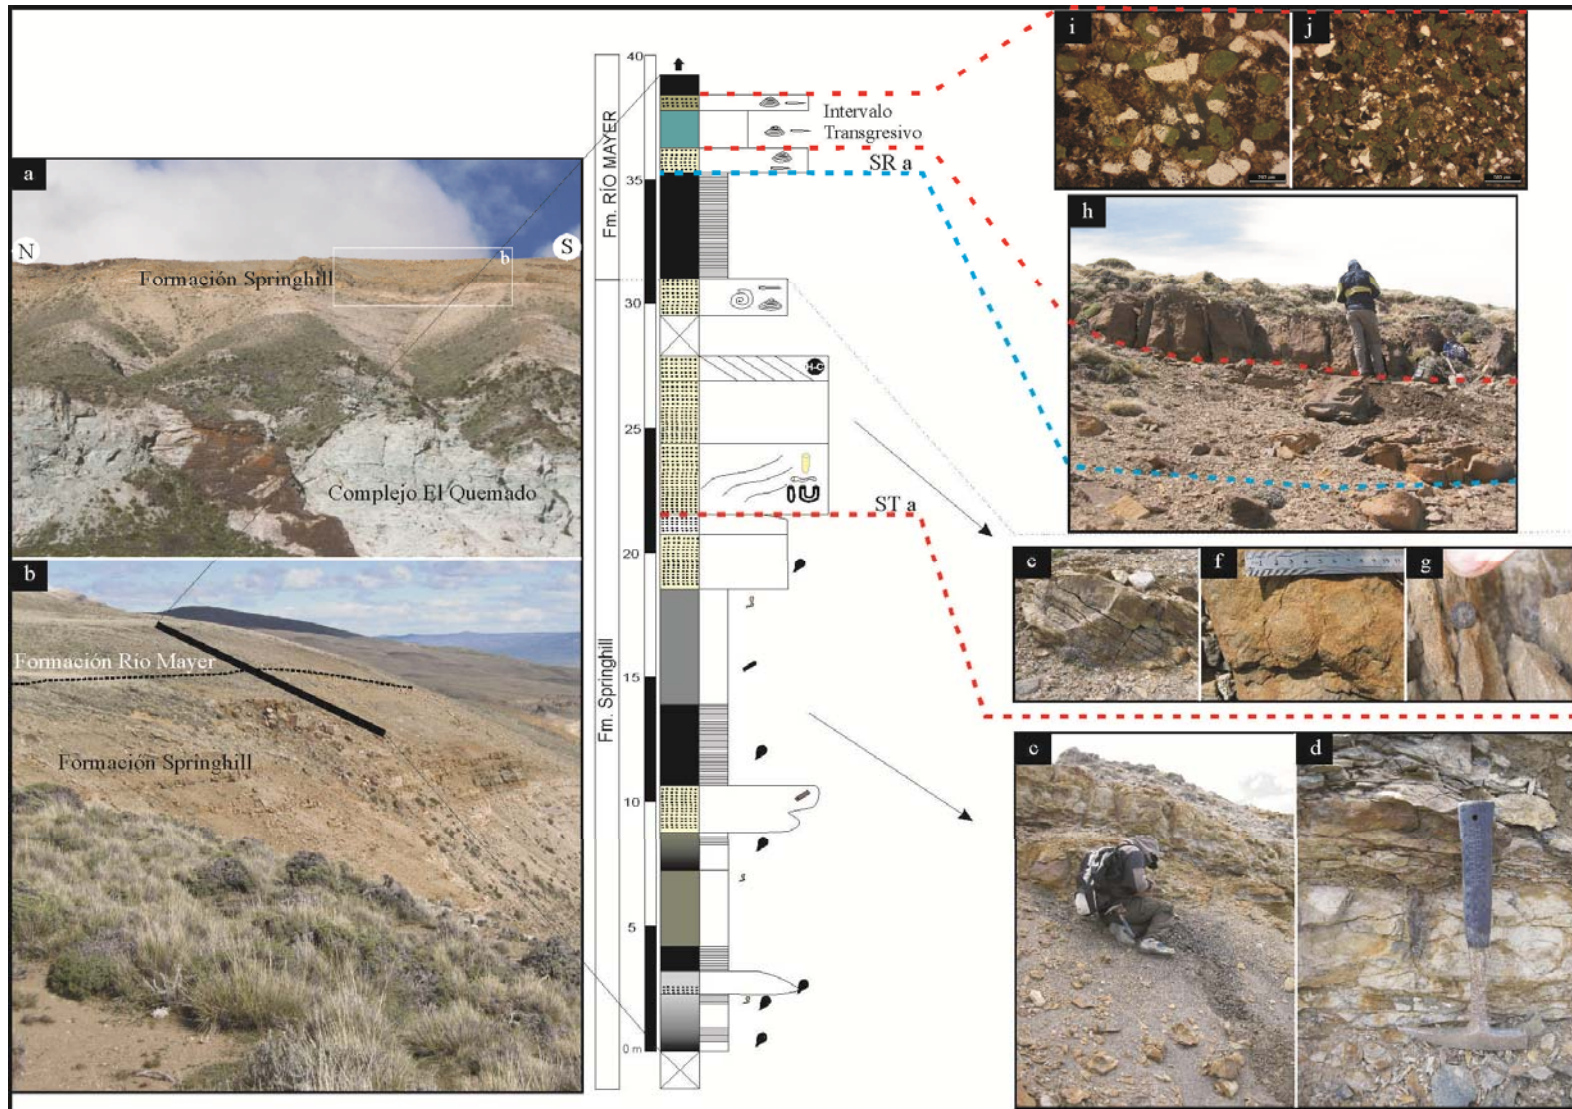 a
N
S
b
Formación Springhill
Complejo El Quemado
b
Formación Río Mayer
Formación Springhill
Fm. RÍO MAYER
Fm. Springhill
40
35
30
25
20
15
10
5
0 m
Intervalo
Transgresivo
SR a
H-C
ST a
i
j
h
e
f
g
c
d